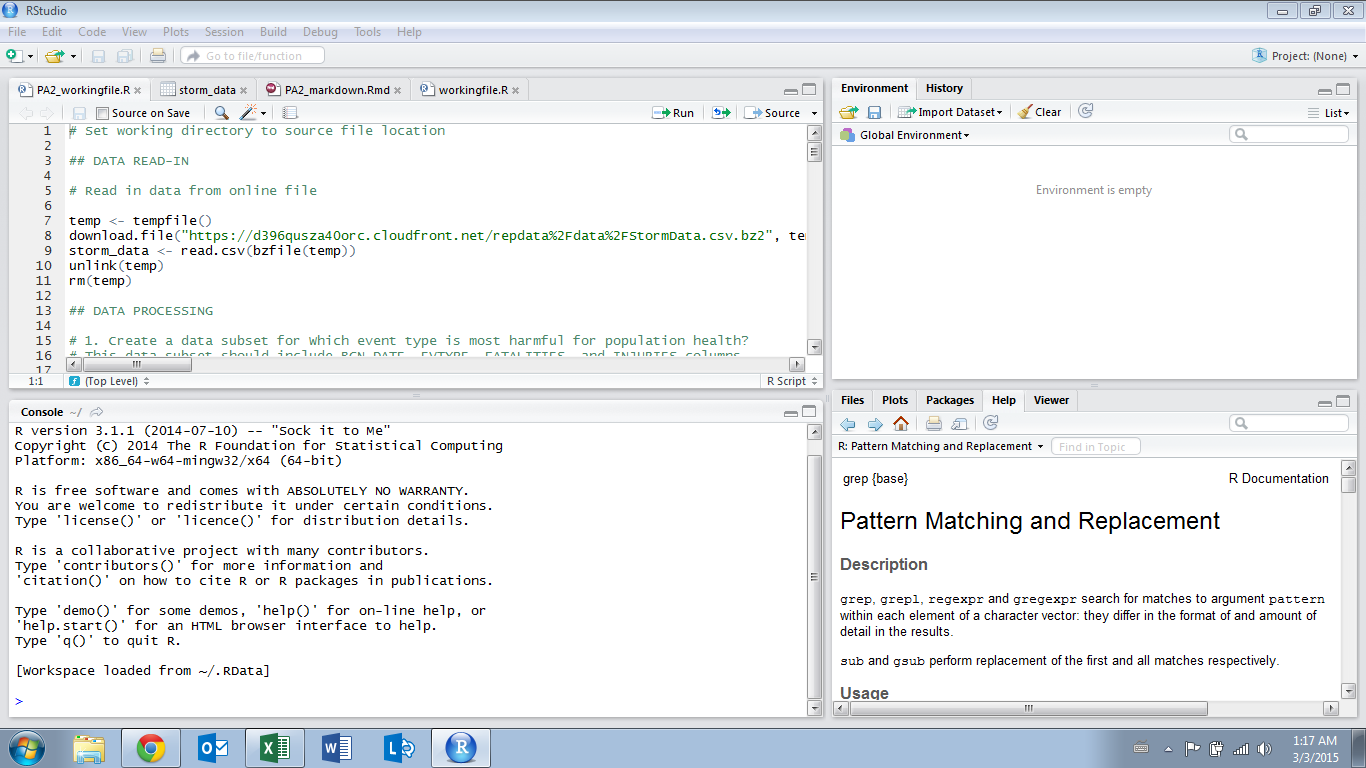 RStudio
File Edit Code View Plots Session Build Debug Tools Help
Go to file/function
Project: (None)
PA2_workingfile.R
storm_data
PA2_markdown.Rmd
workingfile.R
Source on Save
Run
Source
1 # Set working directory to source file location
2
3 ## DATA READ-IN
4
5 # Read in data from online file
6
7 temp <- tempfile()
8 download.file("https://d396qusza40orc.cloudfront.net/repdata%2Fdata%2FStormData.csv.bz2", te
9 storm_data <- read.csv(bzfile(temp))
10 unlink(temp)
11 rm(temp)
12
13 ## DATA PROCESSING
14
15 # 1. Create a data subset for Which event type is most harmful for population health?
16 # This data subset should include BGN_DATE, EVTYPE, FATALITIES, and INJURIES columns
17
1:1 (Top Level) R Script
Console ~/
R version 3.1.1 (2014-07-10) -- "Sock it to Me"
Copyright (C) 2014 The R Foundation for Statistical Computing
Platform: x86_64-w64-mingw32/x64 (64-bit)
R is free software and comes with ABSOLUTELY NO WARRANTY.
You are welcome to redistribute it under certain conditions.
Type 'license()' or 'licence()' for distribution details.
R is a collaborative project with many contributors.
Type 'contributors()' for more information and
'citation()' on how to cite R or R packages in publications.
Type 'demo()' for some demos, 'help()' for on-line help, or
'help.start()' for an HTML browser interface to help.
Type 'q()' to quit R.
[Workspace loaded from ~/.RData]
>
Environment History
Import Dataset Clear List
Global Environment
Environment is empty
Files Plots Packages Help Viewer
R: Pattern Matching and Replacement Find in Topic
grep {base} R Documentation
Pattern Matching and Replacement
Description
grep, grepl, regexpr and gregexpr search for matches to argument pattern
within each element of a character vector: they differ in the format of and amount of
detail in the results.
sub and gsub perform replacement of the first and all matches respectively.
Usage
1:17 AM
3/3/2015